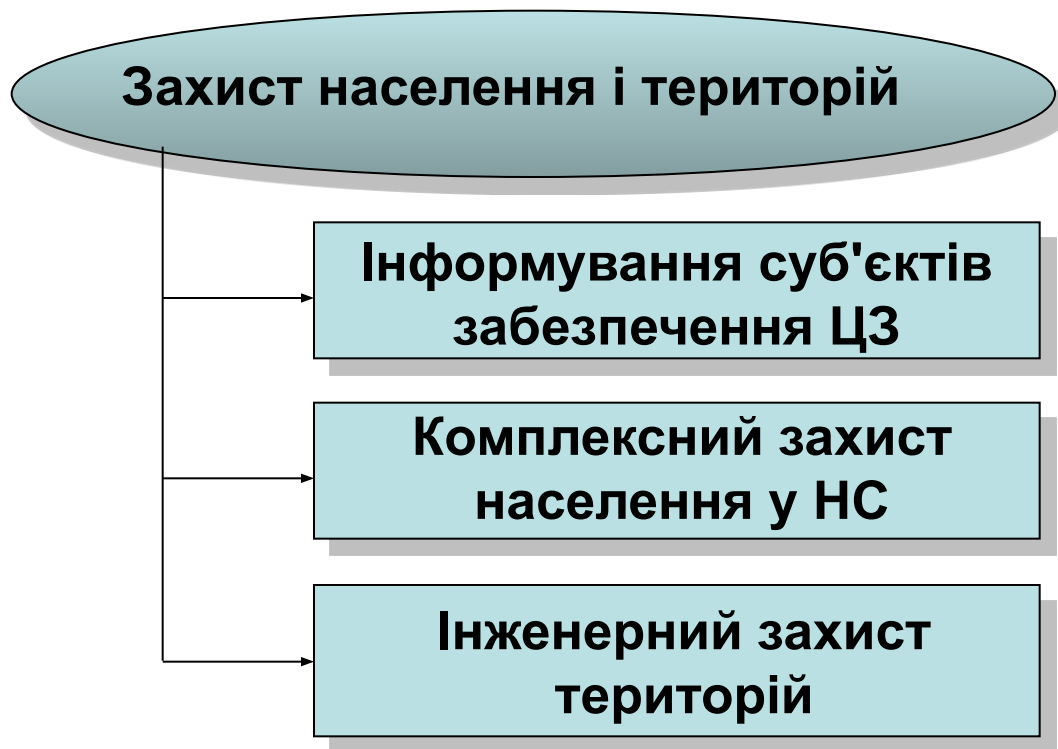 Захист населення і територій
Інформування суб'єктів
забезпечення ЦЗ
Комплексний захист
населення у НС
Інженерний захист
територій